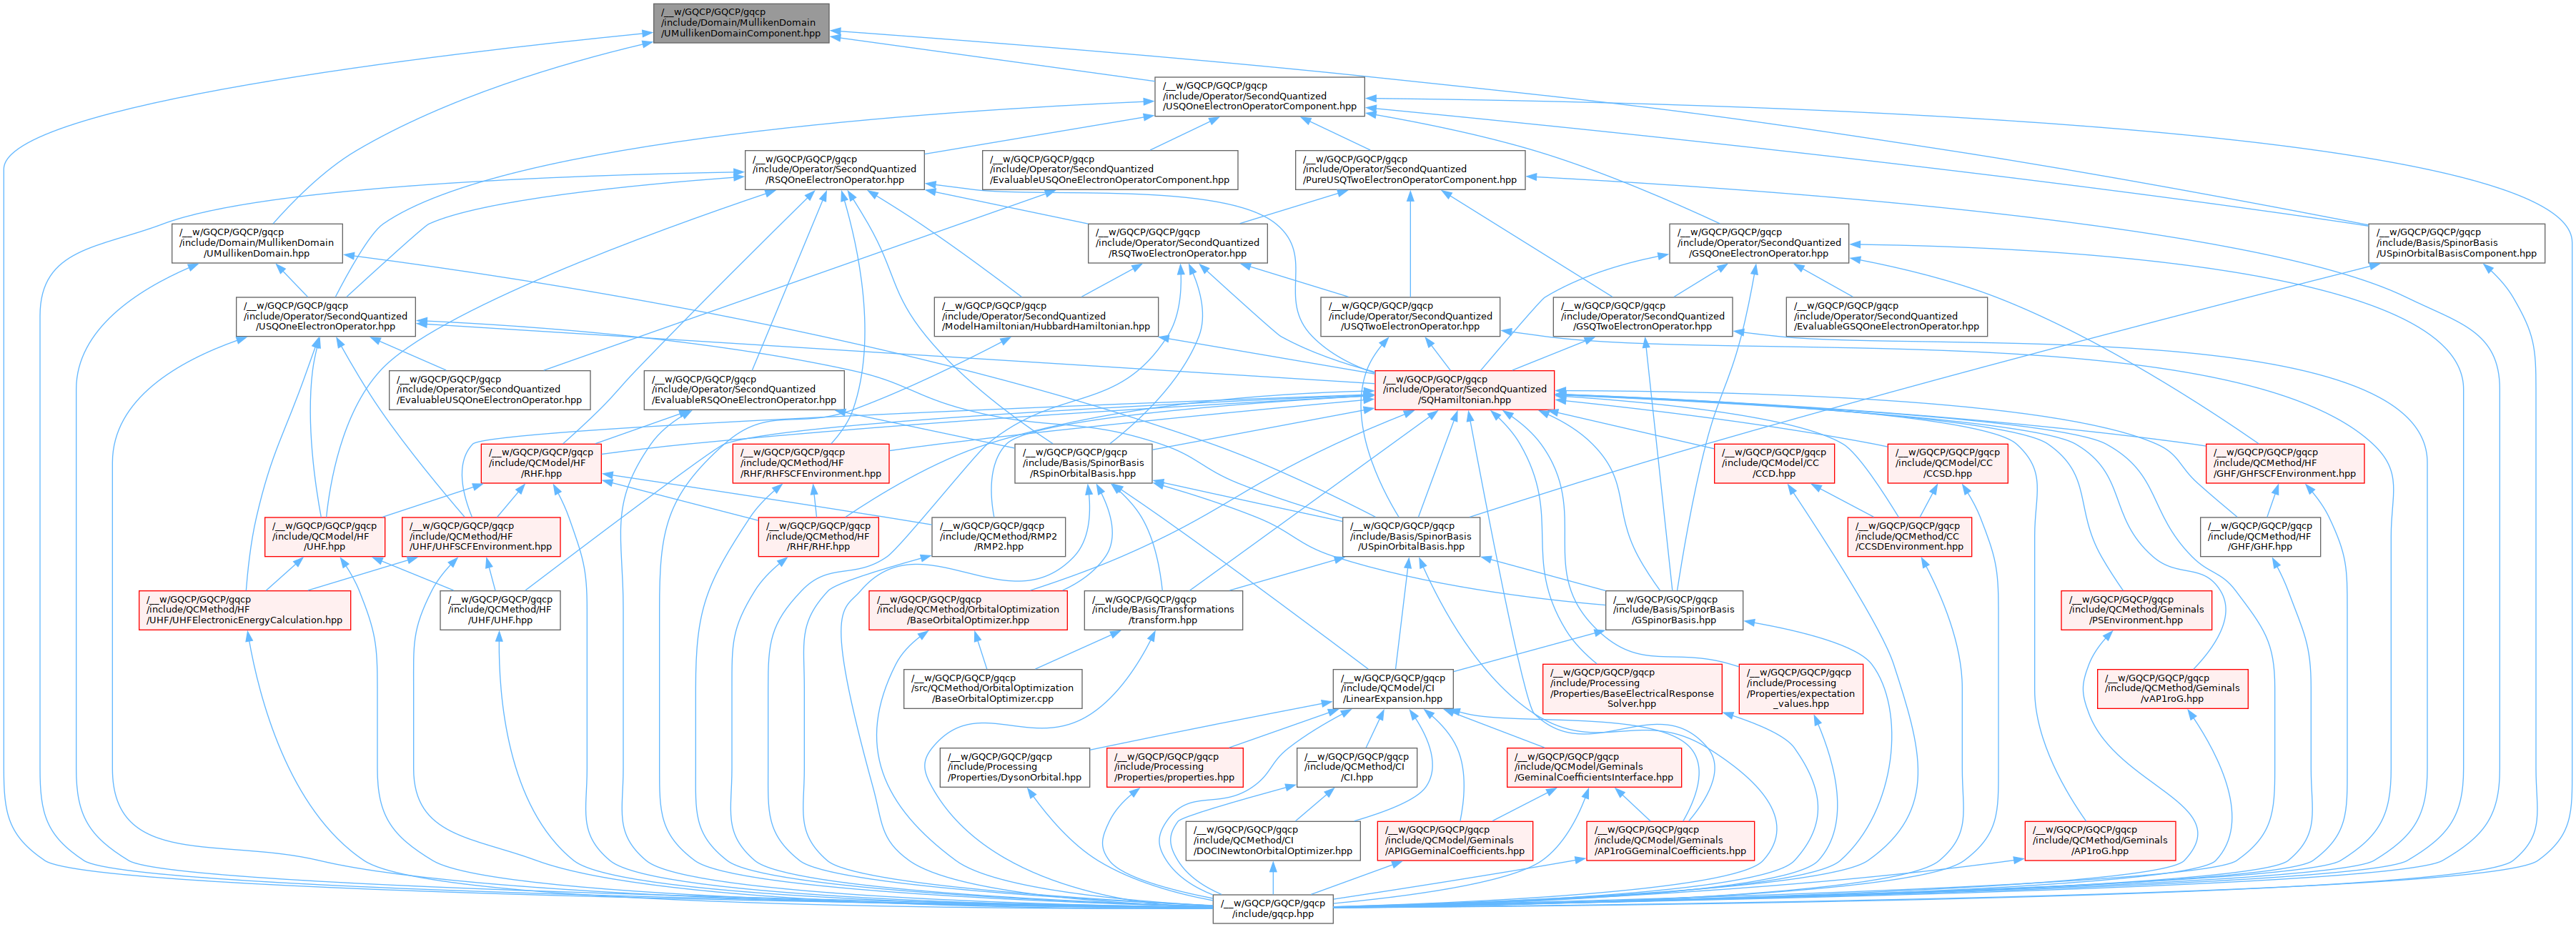 /__w/GQCP/GQCP/gqcp
/include/Domain/MullikenDomain
/UMullikenDomainComponent.hpp
/__w/GQCP/GQCP/gqcp
/include/Operator/SecondQuantized
/USQOneElectronOperatorComponent.hpp
/__w/GQCP/GQCP/gqcp
/include/Operator/SecondQuantized
/RSQOneElectronOperator.hpp
/__w/GQCP/GQCP/gqcp
/include/Operator/SecondQuantized
/EvaluableUSQOneElectronOperatorComponent.hpp
/__w/GQCP/GQCP/gqcp
/include/Operator/SecondQuantized
/PureUSQTwoElectronOperatorComponent.hpp
/__w/GQCP/GQCP/gqcp
/include/Domain/MullikenDomain
/UMullikenDomain.hpp
/__w/GQCP/GQCP/gqcp
/include/Operator/SecondQuantized
/RSQTwoElectronOperator.hpp
/__w/GQCP/GQCP/gqcp
/include/Operator/SecondQuantized
/GSQOneElectronOperator.hpp
/__w/GQCP/GQCP/gqcp
/include/Basis/SpinorBasis
/USpinOrbitalBasisComponent.hpp
/__w/GQCP/GQCP/gqcp
/include/Operator/SecondQuantized
/USQOneElectronOperator.hpp
/__w/GQCP/GQCP/gqcp
/include/Operator/SecondQuantized
/ModelHamiltonian/HubbardHamiltonian.hpp
/__w/GQCP/GQCP/gqcp
/include/Operator/SecondQuantized
/USQTwoElectronOperator.hpp
/__w/GQCP/GQCP/gqcp
/include/Operator/SecondQuantized
/GSQTwoElectronOperator.hpp
/__w/GQCP/GQCP/gqcp
/include/Operator/SecondQuantized
/EvaluableGSQOneElectronOperator.hpp
/__w/GQCP/GQCP/gqcp
/include/Operator/SecondQuantized
/EvaluableUSQOneElectronOperator.hpp
/__w/GQCP/GQCP/gqcp
/include/Operator/SecondQuantized
/EvaluableRSQOneElectronOperator.hpp
/__w/GQCP/GQCP/gqcp
/include/Operator/SecondQuantized
/SQHamiltonian.hpp
/__w/GQCP/GQCP/gqcp
/include/QCModel/HF
/RHF.hpp
/__w/GQCP/GQCP/gqcp
/include/QCMethod/HF
/RHF/RHFSCFEnvironment.hpp
/__w/GQCP/GQCP/gqcp
/include/Basis/SpinorBasis
/RSpinOrbitalBasis.hpp
/__w/GQCP/GQCP/gqcp
/include/QCModel/CC
/CCD.hpp
/__w/GQCP/GQCP/gqcp
/include/QCModel/CC
/CCSD.hpp
/__w/GQCP/GQCP/gqcp
/include/QCMethod/HF
/GHF/GHFSCFEnvironment.hpp
/__w/GQCP/GQCP/gqcp
/include/QCModel/HF
/UHF.hpp
/__w/GQCP/GQCP/gqcp
/include/QCMethod/HF
/UHF/UHFSCFEnvironment.hpp
/__w/GQCP/GQCP/gqcp
/include/QCMethod/HF
/RHF/RHF.hpp
/__w/GQCP/GQCP/gqcp
/include/QCMethod/RMP2
/RMP2.hpp
/__w/GQCP/GQCP/gqcp
/include/Basis/SpinorBasis
/USpinOrbitalBasis.hpp
/__w/GQCP/GQCP/gqcp
/include/QCMethod/CC
/CCSDEnvironment.hpp
/__w/GQCP/GQCP/gqcp
/include/QCMethod/HF
/GHF/GHF.hpp
/__w/GQCP/GQCP/gqcp
/include/QCMethod/HF
/UHF/UHFElectronicEnergyCalculation.hpp
/__w/GQCP/GQCP/gqcp
/include/QCMethod/HF
/UHF/UHF.hpp
/__w/GQCP/GQCP/gqcp
/include/QCMethod/OrbitalOptimization
/BaseOrbitalOptimizer.hpp
/__w/GQCP/GQCP/gqcp
/include/Basis/Transformations
/transform.hpp
/__w/GQCP/GQCP/gqcp
/include/Basis/SpinorBasis
/GSpinorBasis.hpp
/__w/GQCP/GQCP/gqcp
/include/QCMethod/Geminals
/PSEnvironment.hpp
/__w/GQCP/GQCP/gqcp
/src/QCMethod/OrbitalOptimization
/BaseOrbitalOptimizer.cpp
/__w/GQCP/GQCP/gqcp
/include/QCModel/CI
/LinearExpansion.hpp
/__w/GQCP/GQCP/gqcp
/include/Processing
/Properties/BaseElectricalResponse
Solver.hpp
/__w/GQCP/GQCP/gqcp
/include/Processing
/Properties/expectation
_values.hpp
/__w/GQCP/GQCP/gqcp
/include/QCMethod/Geminals
/vAP1roG.hpp
/__w/GQCP/GQCP/gqcp
/include/Processing
/Properties/DysonOrbital.hpp
/__w/GQCP/GQCP/gqcp
/include/Processing
/Properties/properties.hpp
/__w/GQCP/GQCP/gqcp
/include/QCMethod/CI
/CI.hpp
/__w/GQCP/GQCP/gqcp
/include/QCModel/Geminals
/GeminalCoefficientsInterface.hpp
/__w/GQCP/GQCP/gqcp
/include/QCMethod/CI
/DOCINewtonOrbitalOptimizer.hpp
/__w/GQCP/GQCP/gqcp
/include/QCModel/Geminals
/APIGGeminalCoefficients.hpp
/__w/GQCP/GQCP/gqcp
/include/QCModel/Geminals
/AP1roGGeminalCoefficients.hpp
/__w/GQCP/GQCP/gqcp
/include/QCMethod/Geminals
/AP1roG.hpp
/__w/GQCP/GQCP/gqcp
/include/gqcp.hpp